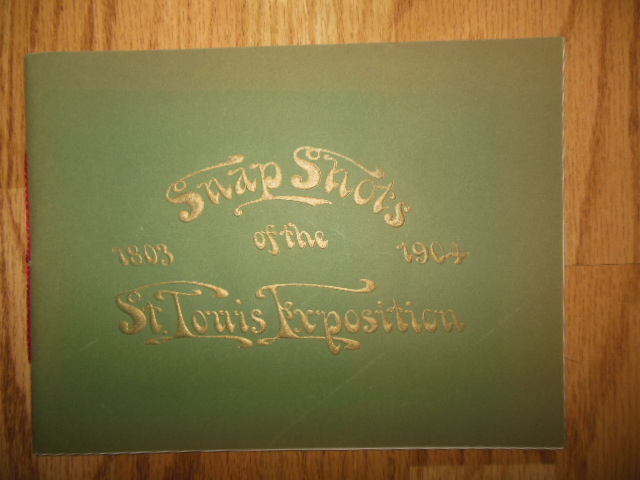 Snap Shots
of the
1803 1904
St. Louis Exposition